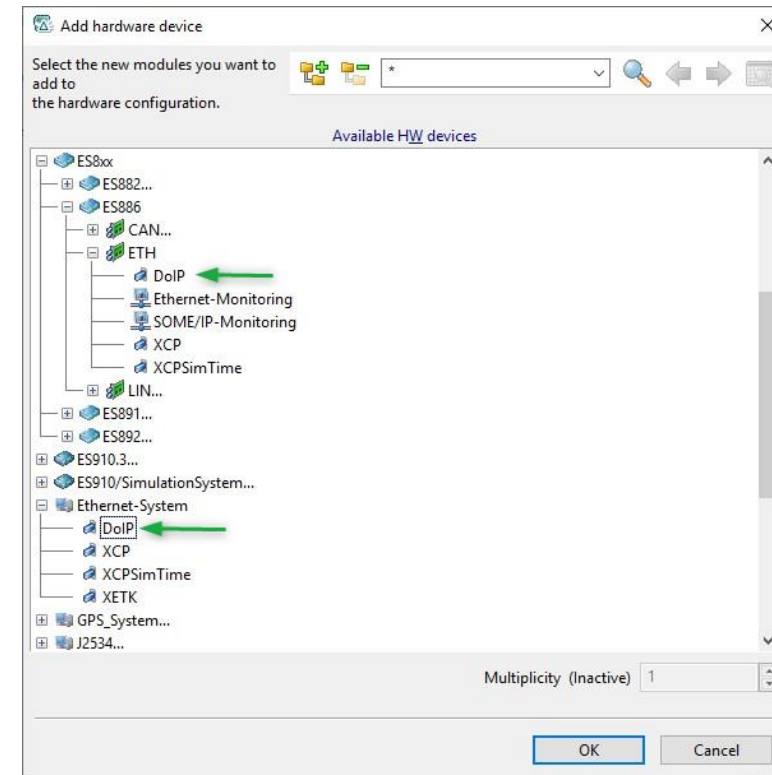 Add hardware device
Select the new modules you want to
add to
the hardware configuration.
*
Available HW devices
ES8xx
ES882...
ES886
CAN...
ETH
DoIP
Ethernet-Monitoring
SOME/IP-Monitoring
XCP
XCPSimTime
LIN...
ES891...
ES892...
ES910.3...
ES910/SimulationSystem...
Ethernet-System
DoIP
XCP
XCPSimTime
XETK
GPS_System...
J2534...
Multiplicity (Inactive) 1
OK Cancel